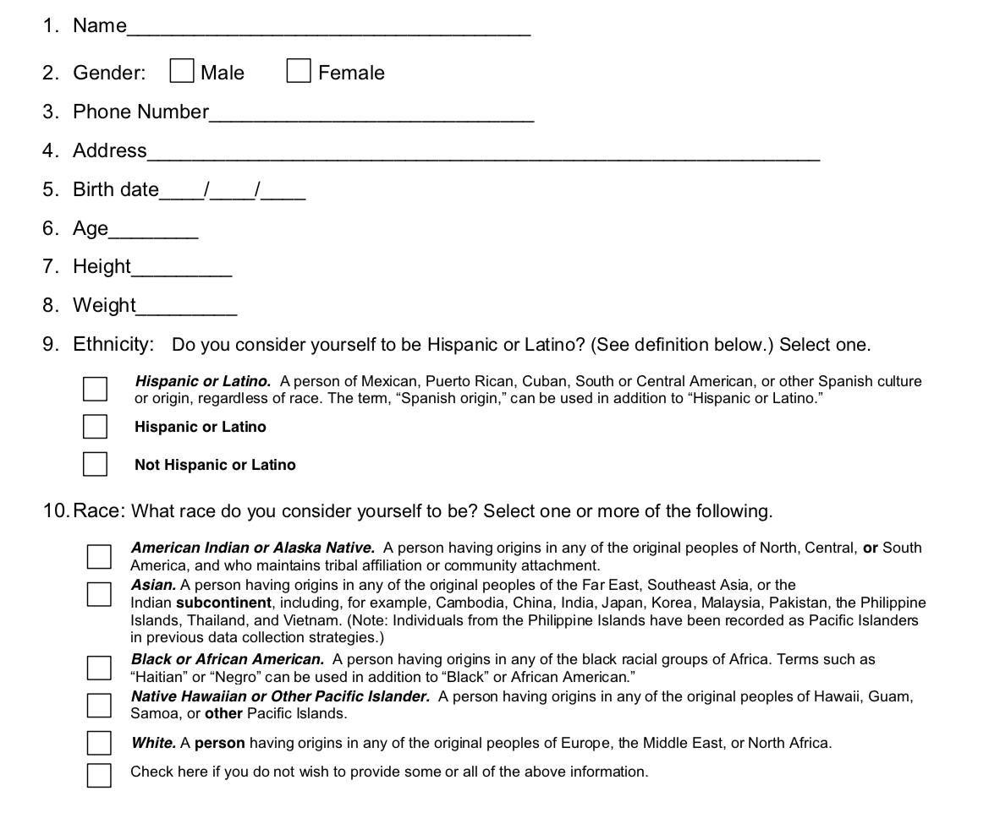 1. Name____________________________________
2. Gender: Male Female
3. Phone Number_____________________________
4. Address____________________________________________________________
5. Birth date____/____/____
6. Age________
7. Height_________
8. Weight_________
9. Ethnicity: Do you consider yourself to be Hispanic or Latino? (See definition below.) Select one.
Hispanic or Latino. A person of Mexican, Puerto Rican, Cuban, South or Central American, or other Spanish culture
or origin, regardless of race. The term, “Spanish origin,” can be used in addition to “Hispanic or Latino.”
Hispanic or Latino
Not Hispanic or Latino
10. Race: What race do you consider yourself to be? Select one or more of the following.
American Indian or Alaska Native. A person having origins in any of the original peoples of North, Central, or South
America, and who maintains tribal affiliation or community attachment.
Asian. A person having origins in any of the original peoples of the Far East, Southeast Asia, or the
Indian subcontinent, including, for example, Cambodia, China, India, Japan, Korea, Malaysia, Pakistan, the Philippine
Islands, Thailand, and Vietnam. (Note: Individuals from the Philippine Islands have been recorded as Pacific Islanders
in previous data collection strategies.)
Black or African American. A person having origins in any of the black racial groups of Africa. Terms such as
“Haitian” or “Negro” can be used in addition to “Black” or African American.”
Native Hawaiian or Other Pacific Islander. A person having origins in any of the original peoples of Hawaii, Guam,
Samoa, or other Pacific Islands.
White. A person having origins in any of the original peoples of Europe, the Middle East, or North Africa.
Check here if you do not wish to provide some or all of the above information.